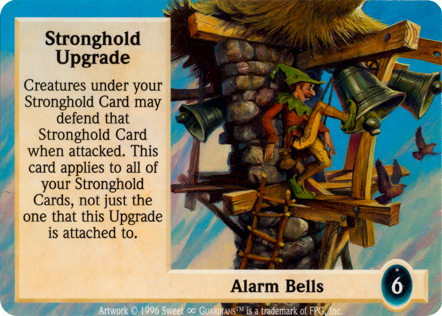 Stronghold
Upgrade
Creatures under your
Stronghold Card may
defend that
Stronghold Card
when attacked. This
card applies to all of
your Stronghold
Cards, not just the
one that this Upgrade
is attached to.
Alarm Bells
6
Artwork © 1996 Sweet ∞ Guardians™ is a trademark of FPG, Inc.